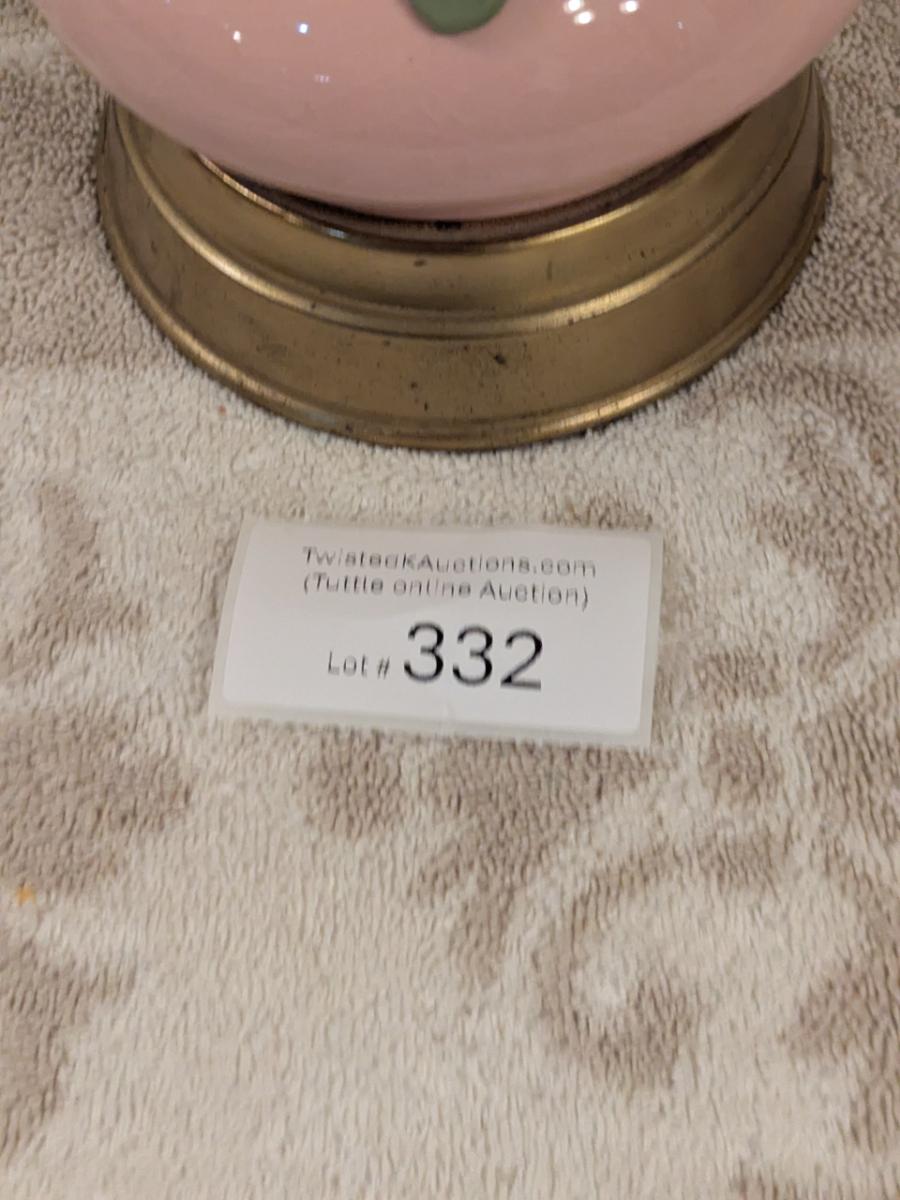 TwistedKAuctions.com
(Tuttle online Auction)
Lot # 332